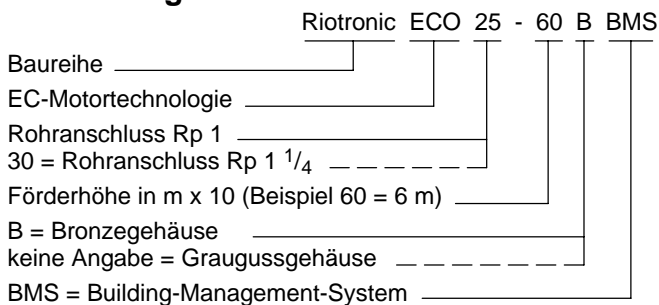 Riotronic ECO 25 - 60 B BMS
Baureihe
EC-Motortechnologie
Rohranschluss Rp 1
30 = Rohranschluss Rp 1 1/4
Förderhöhe in m x 10 (Beispiel 60 = 6 m)
B = Bronzegehäuse
keine Angabe = Graugussgehäuse
BMS = Building-Management-System